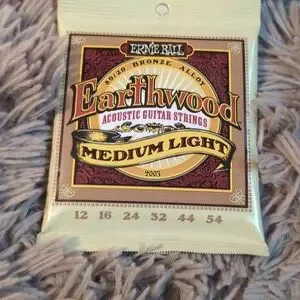 ERNIE BALL
80/20 BRONZE ALLOY
Earthwood
ACOUSTIC GUITAR STRINGS
MEDIUM LIGHT
2003
12 16 24 32 44 54